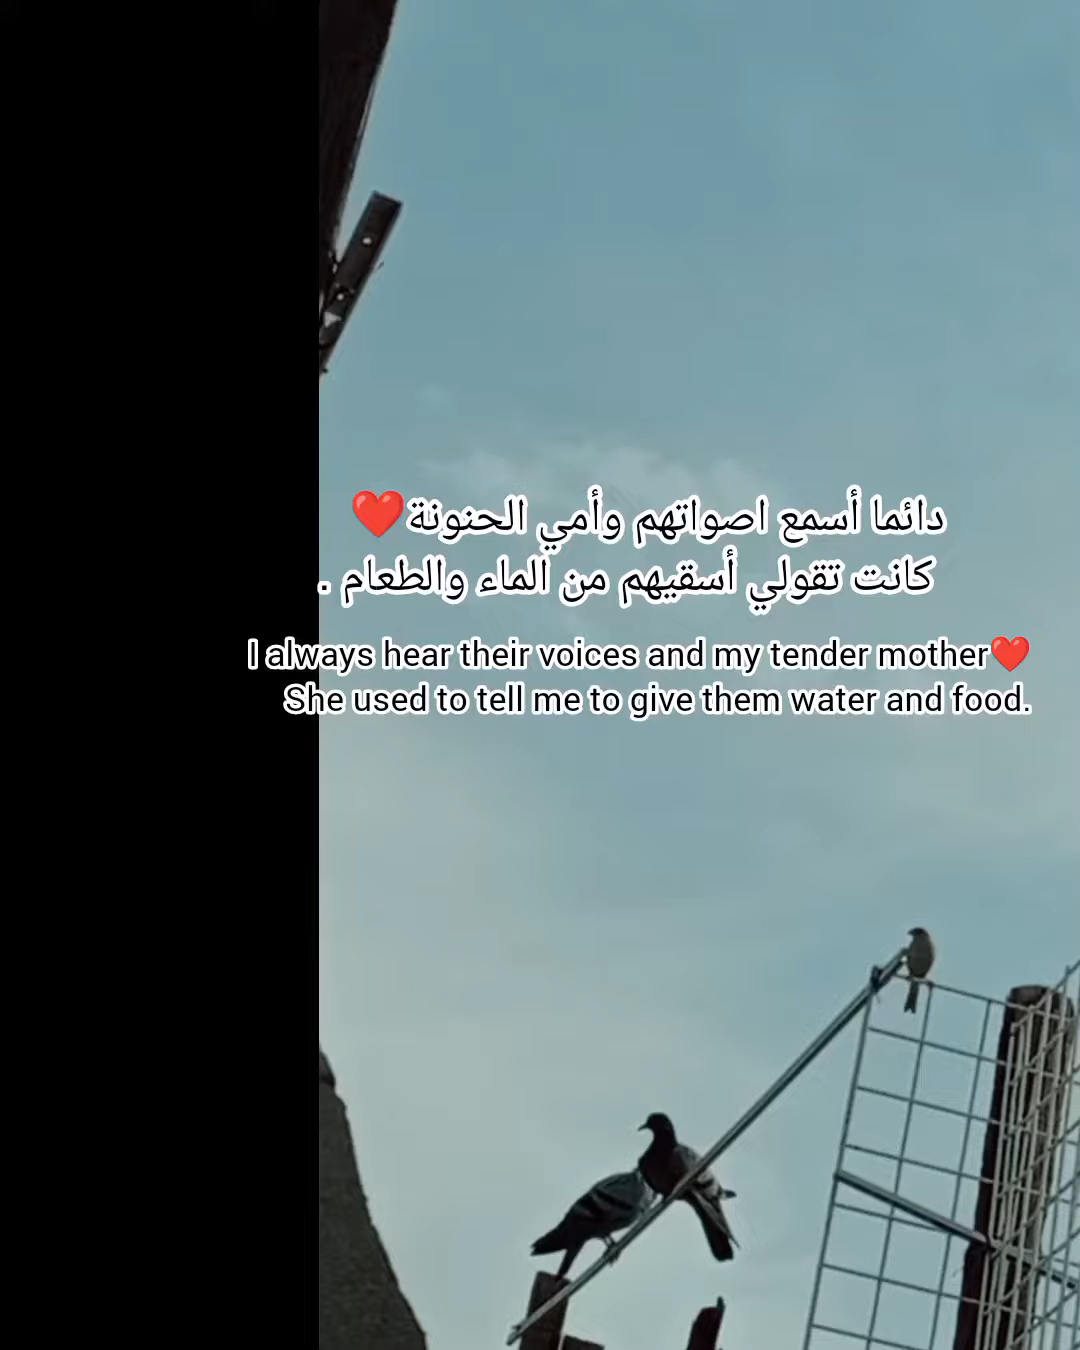 دائما أسمع اصواتهم وأمي الحنونة❤️
كانت تقولي أسقيهم من الماء والطعام .
I always hear their voices and my tender mother❤️
She used to tell me to give them water and food.